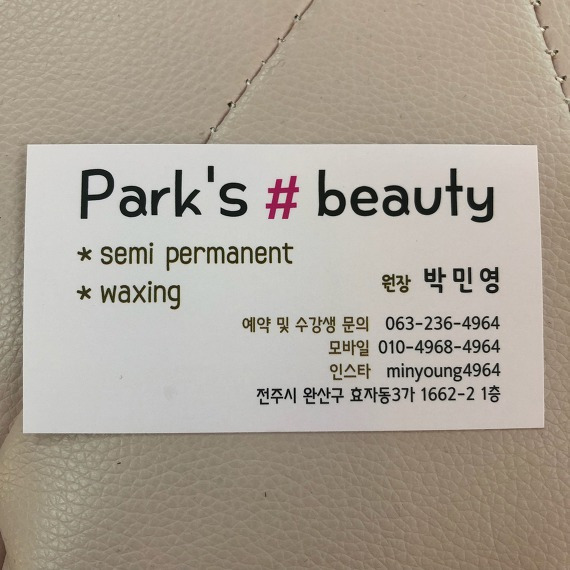 Park's # beauty
* semi permanent
* waxing
원장 박민영
예약 및 수강생 문의 063-236-4964
모바일 010-4968-4964
인스타 minyoung4964
전주시 완산구 효자동3가 1662-2 1층